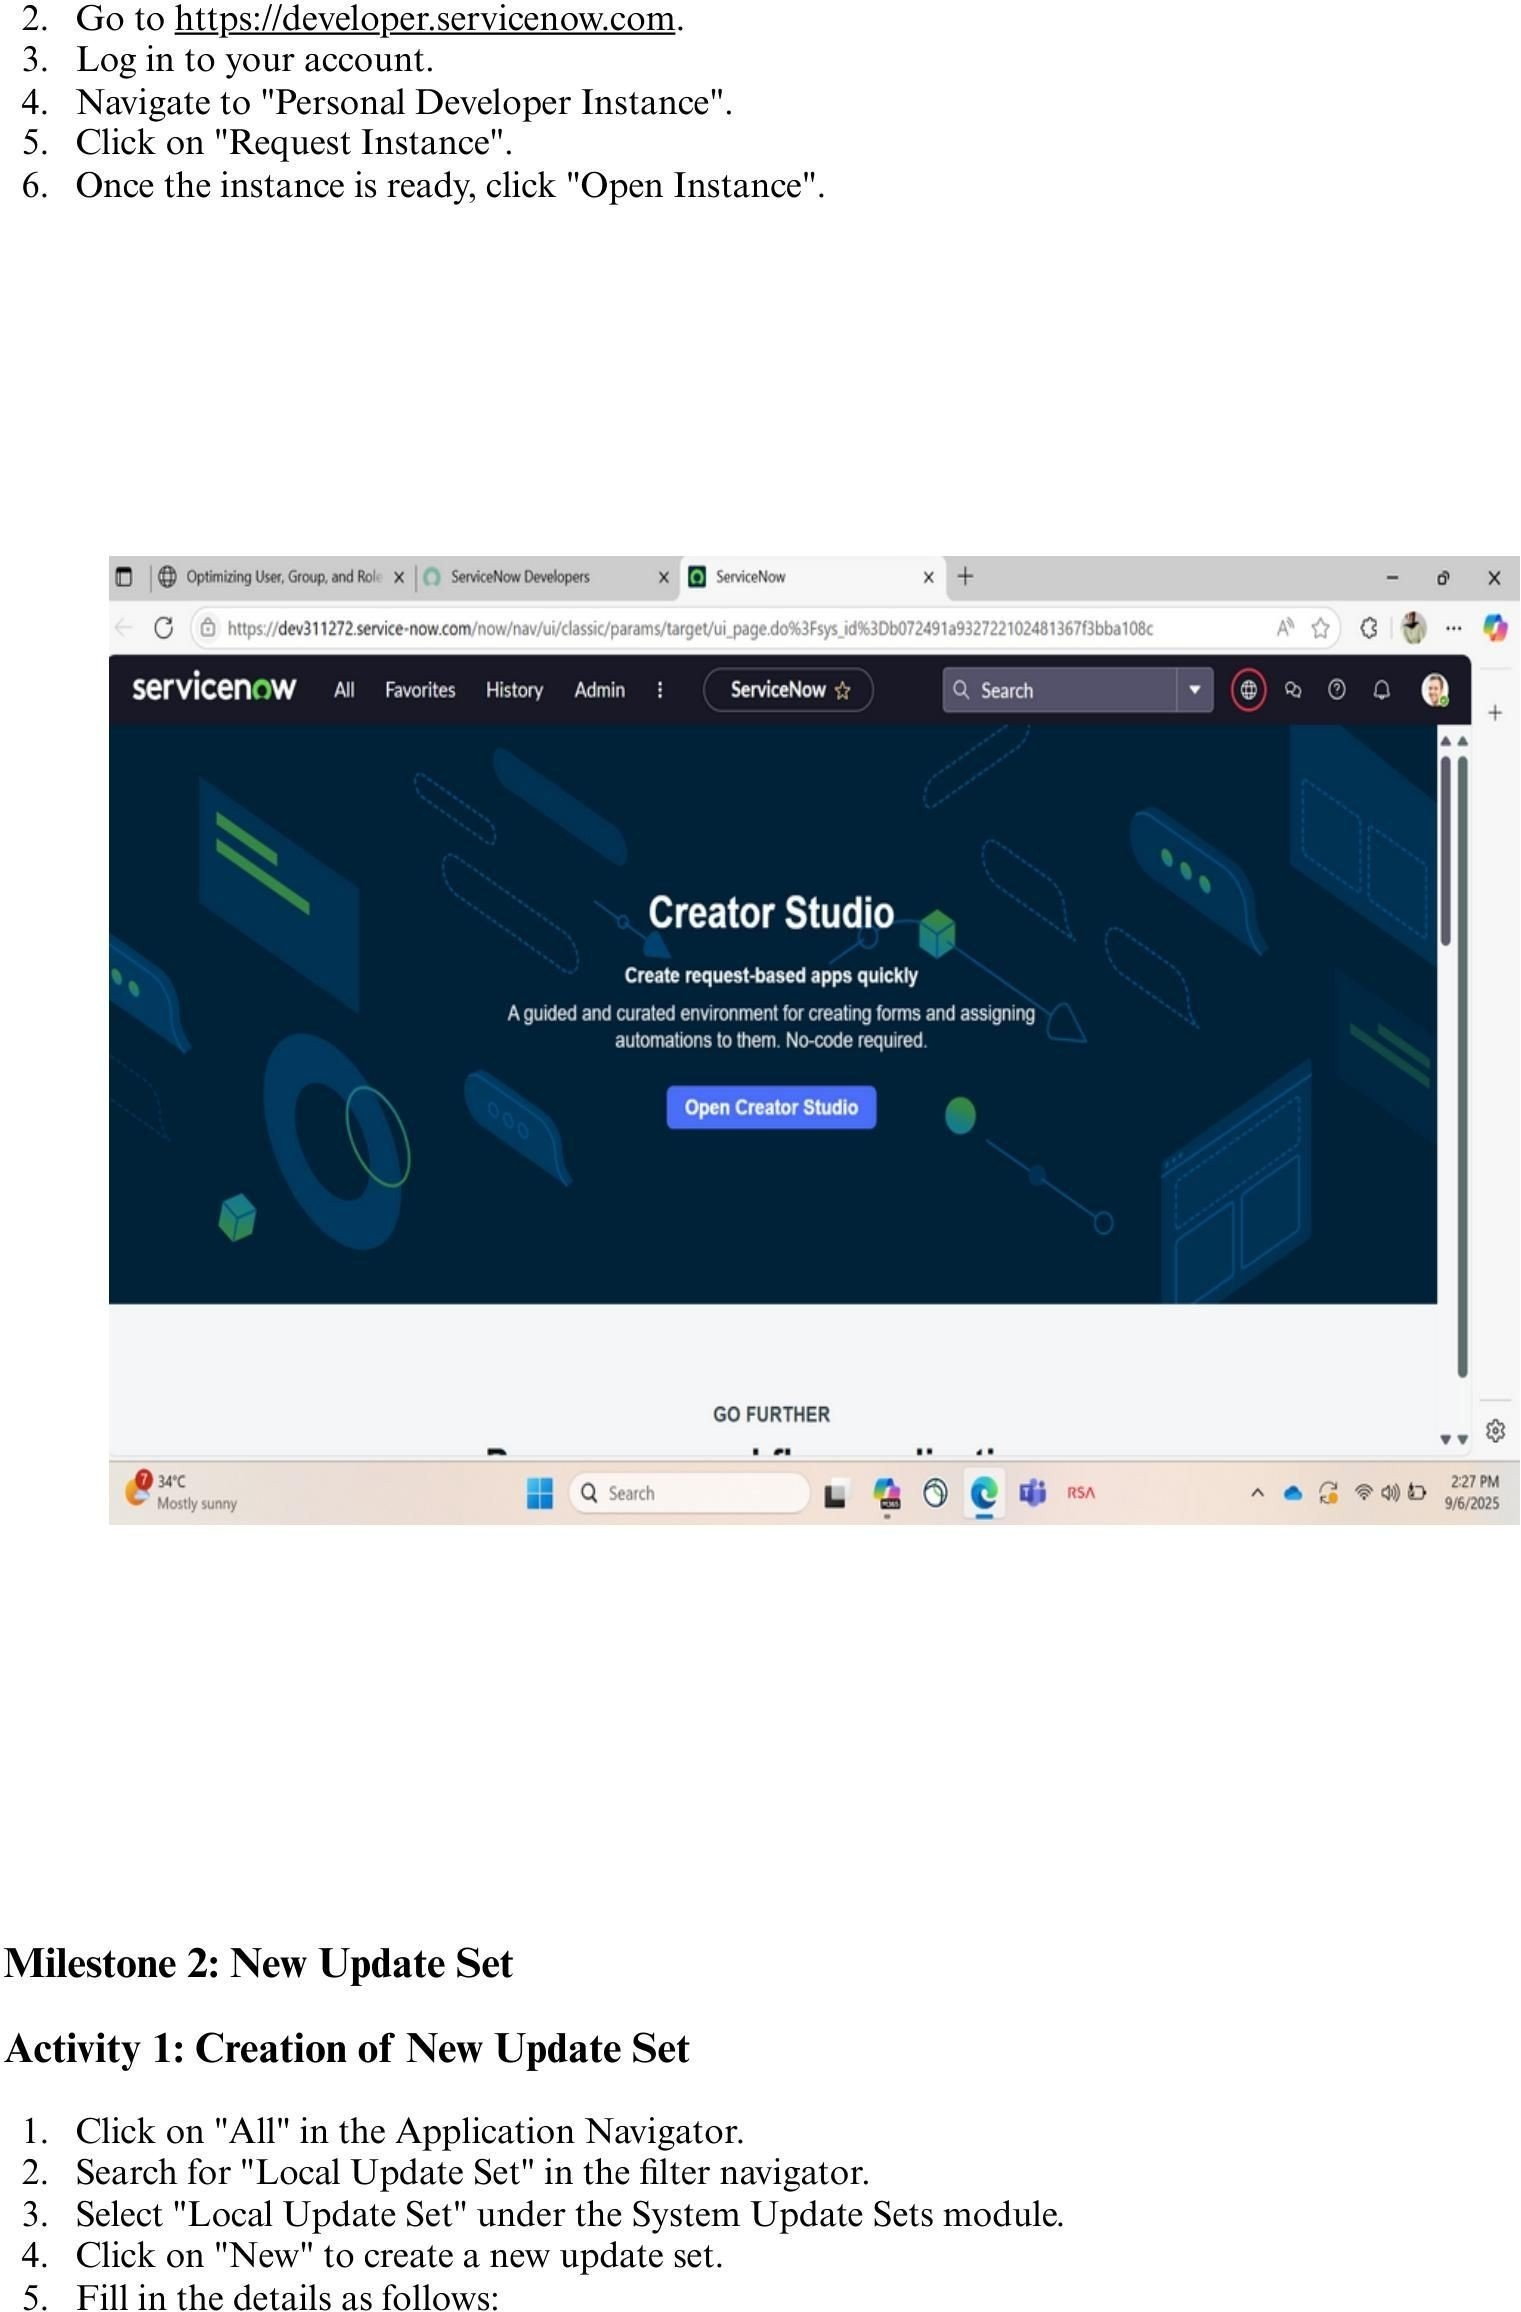 2. Go to https://developer.servicenow.com.
3. Log in to your account.
4. Navigate to "Personal Developer Instance".
5. Click on "Request Instance".
6. Once the instance is ready, click "Open Instance".
Optimizing User, Group, and Role
ServiceNow Developers
ServiceNow
https://dev311272.service-now.com/now/nav/ui/classic/params/target/ui_page.do%3Fsys_id%3Db072491a932722102481367f3bba108c
servicenow All Favorites History Admin ServiceNow Search
Creator Studio
Create request-based apps quickly
A guided and curated environment for creating forms and assigning
automations to them. No-code required.
Open Creator Studio
GO FURTHER
7 34°C
Mostly sunny
Search
RSA
2:27 PM
9/6/2025
Milestone 2: New Update Set
Activity 1: Creation of New Update Set
1. Click on "All" in the Application Navigator.
2. Search for "Local Update Set" in the filter navigator.
3. Select "Local Update Set" under the System Update Sets module.
4. Click on "New" to create a new update set.
5. Fill in the details as follows: